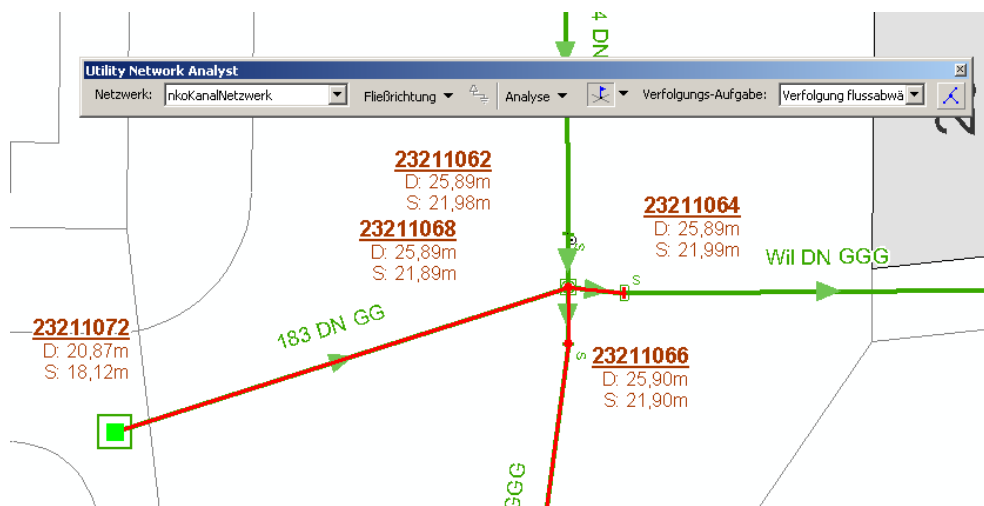 4 DN
Utility Network Analyst
Netzwerk: nkoKanalNetzwerk Fließrichtung Analyse Verfolgungs-Aufgabe: Verfolgung flussabwä
23211062
D: 25,89m
S: 21,98m
23211068
D: 25,89m
S: 21,89m
23211064
D: 25,89m
S: 21,99m
S
S
Wil DN GGG
183 DN GG
23211072
D: 20,87m
S: 18,12m
S
23211066
D: 25,90m
S: 21,90m
GGG